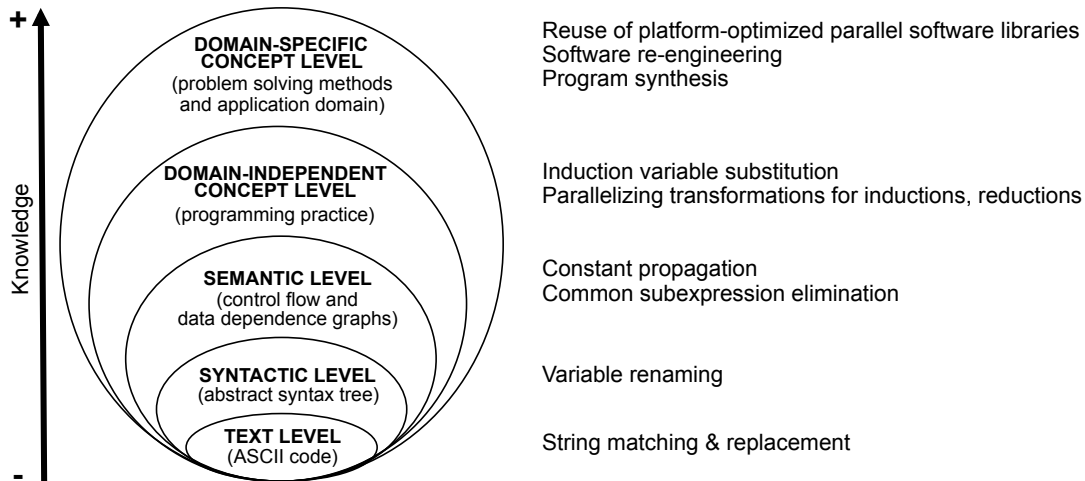 +
Knowledge
-
DOMAIN-SPECIFIC
CONCEPT LEVEL
(problem solving methods
and application domain)
Reuse of platform-optimized parallel software libraries
Software re-engineering
Program synthesis
DOMAIN-INDEPENDENT
CONCEPT LEVEL
(programming practice)
Induction variable substitution
Parallelizing transformations for inductions, reductions
SEMANTIC LEVEL
(control flow and
data dependence graphs)
Constant propagation
Common subexpression elimination
SYNTACTIC LEVEL
(abstract syntax tree)
Variable renaming
TEXT LEVEL
(ASCII code)
String matching & replacement